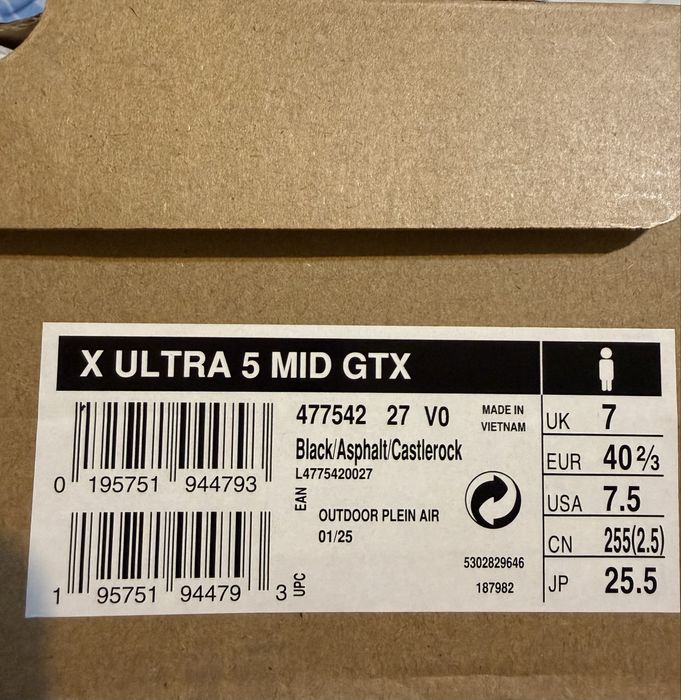 X ULTRA 5 MID GTX
477542 27 V0
MADE IN
VIETNAM
Black/Asphalt/Castlerock
L4775420027
EAN
0 195751 944793
OUTDOOR PLEIN AIR
01/25
5302829646
187982
UPC
1 95751 94479 3
UK 7
EUR 40 2/3
USA 7.5
CN 255(2.5)
JP 25.5